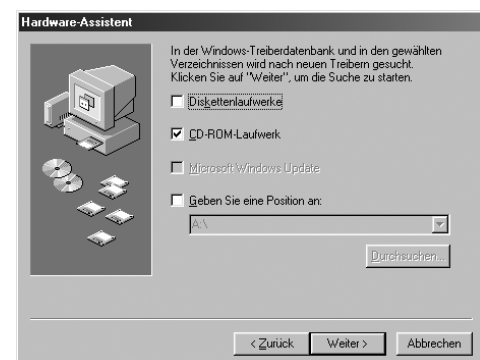 Hardware-Assistent
In der Windows-Treiberdatenbank und in den gewählten
Verzeichnissen wird nach neuen Treibern gesucht.
Klicken Sie auf "Weiter", um die Suche zu starten.
Diskettenlaufwerke
CD-ROM-Laufwerk
Microsoft Windows Update
Geben Sie eine Position an:
A:\
Durchsuchen...
< Zurück Weiter > Abbrechen